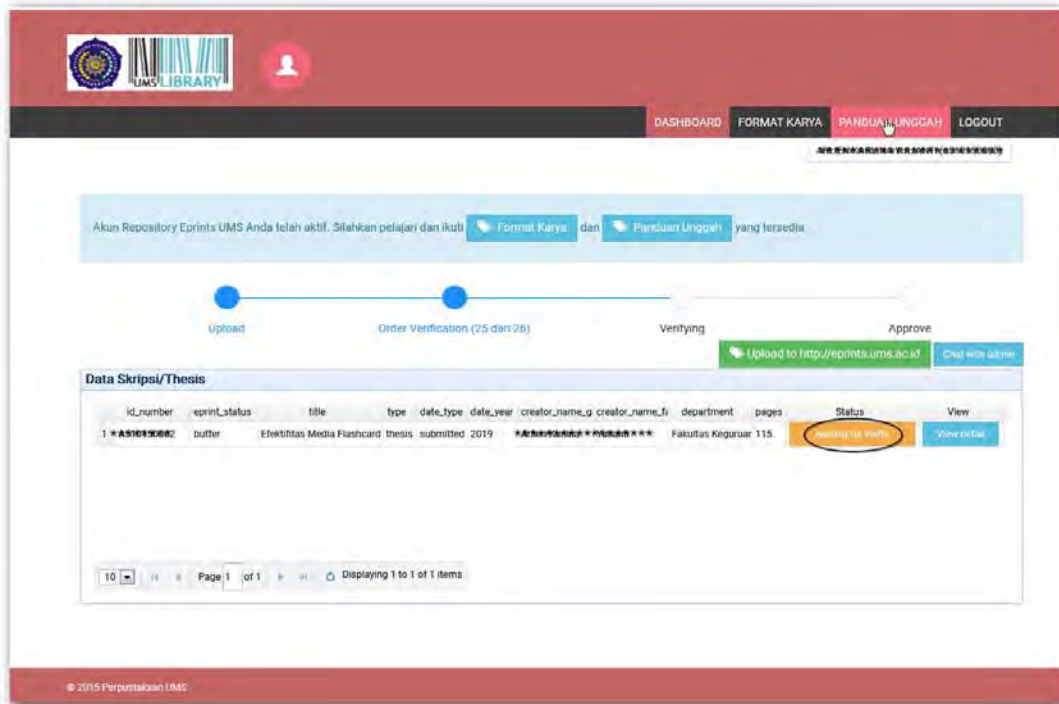 UMS LIBRARY
DASHBOARD FORMAT KARYA PANDUAN UNGGAH LOGOUT
Akun Repository Eprints UMS Anda telah aktif. Silahkan pelajari dan ikuti Format Karya dan Panduan Unggah yang tersedia
Upload Order Verification (25 dari 26) Verifying Approve
Upload to http://eprints.ums.ac.id Chat with admin
Data Skripsi/Thesis
id_number eprint_status title type date_type date_year creator_name_g creator_name_fa department pages Status View
1 buffer Efektifitas Media Flashcard thesis submitted 2019 Fakultas Keguruar 115 View detail
10 Page 1 of 1 Displaying 1 to 1 of 1 items
© 2015 Perpustakaan UMS